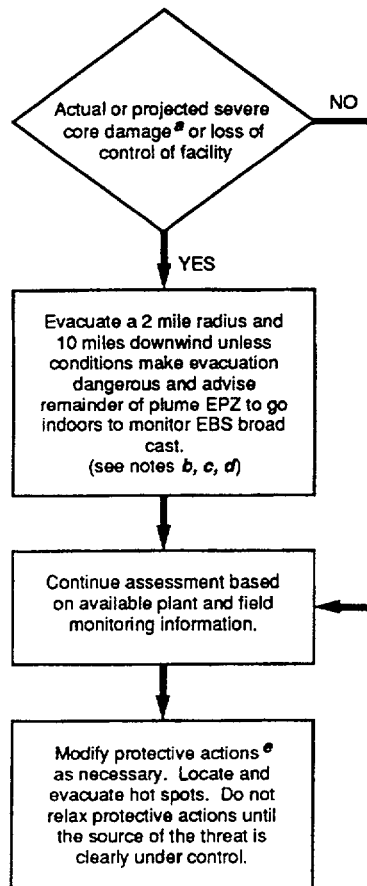 Actual or projected severe
core damage a or loss of
control of facility
NO
YES
Evacuate a 2 mile radius and
10 miles downwind unless
conditions make evacuation
dangerous and advise
remainder of plume EPZ to go
indoors to monitor EBS broad
cast.
(see notes b, c, d)
Continue assessment based
on available plant and field
monitoring information.
Modify protective actions e
as necessary. Locate and
evacuate hot spots. Do not
relax protective actions until
the source of the threat is
clearly under control.